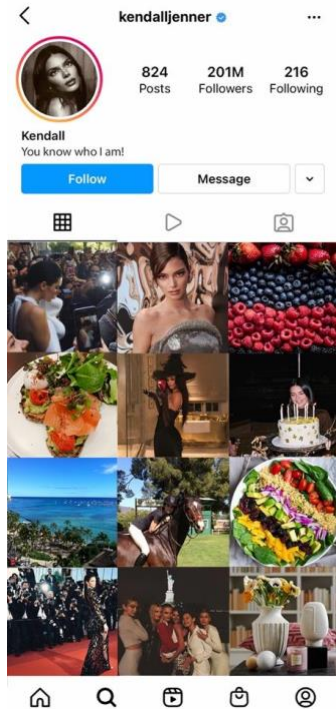 kendalljenner
824 201M 216
Posts Followers Following
Kendall
You know who I am!
Follow Message